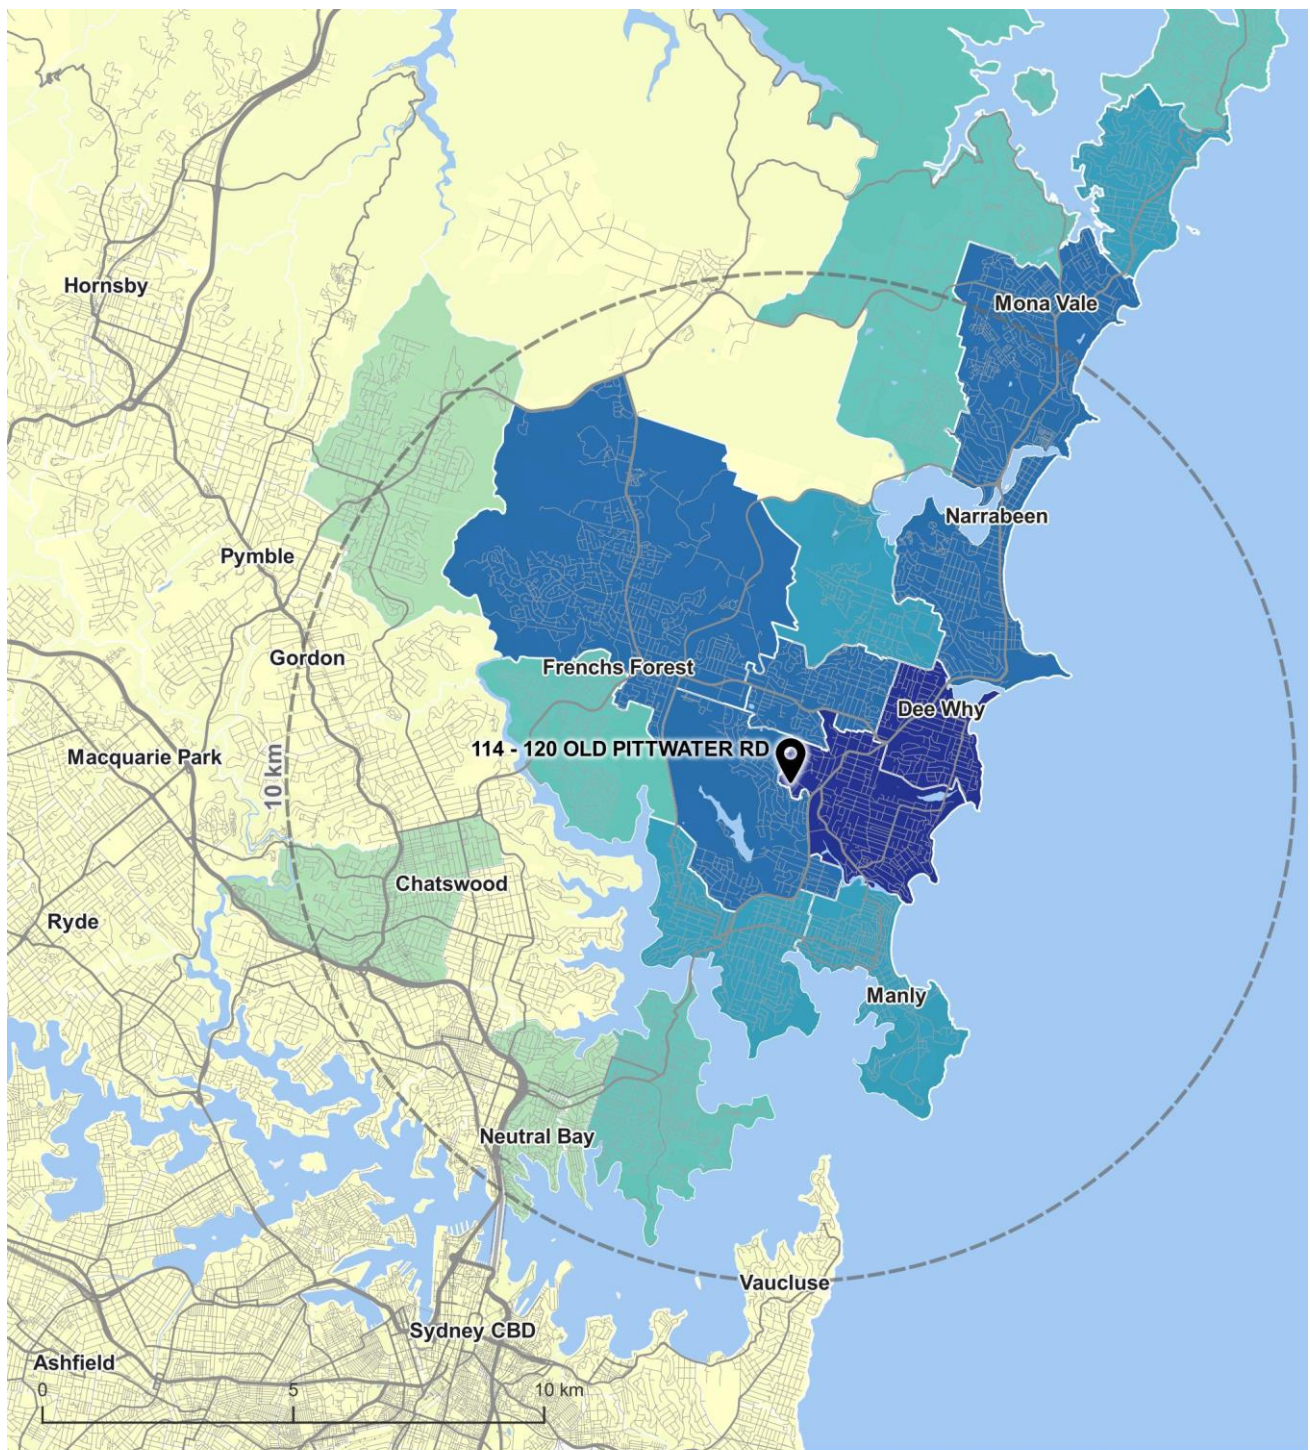 Hornsby
Mona Vale
Narrabeen
Pymble
Gordon
Frenchs Forest
Dee Why
114 - 120 OLD PITTWATER RD
Macquarie Park
10 km
Chatswood
Ryde
Manly
Neutral Bay
Vaucluse
Sydney CBD
Ashfield
0 5 10 km